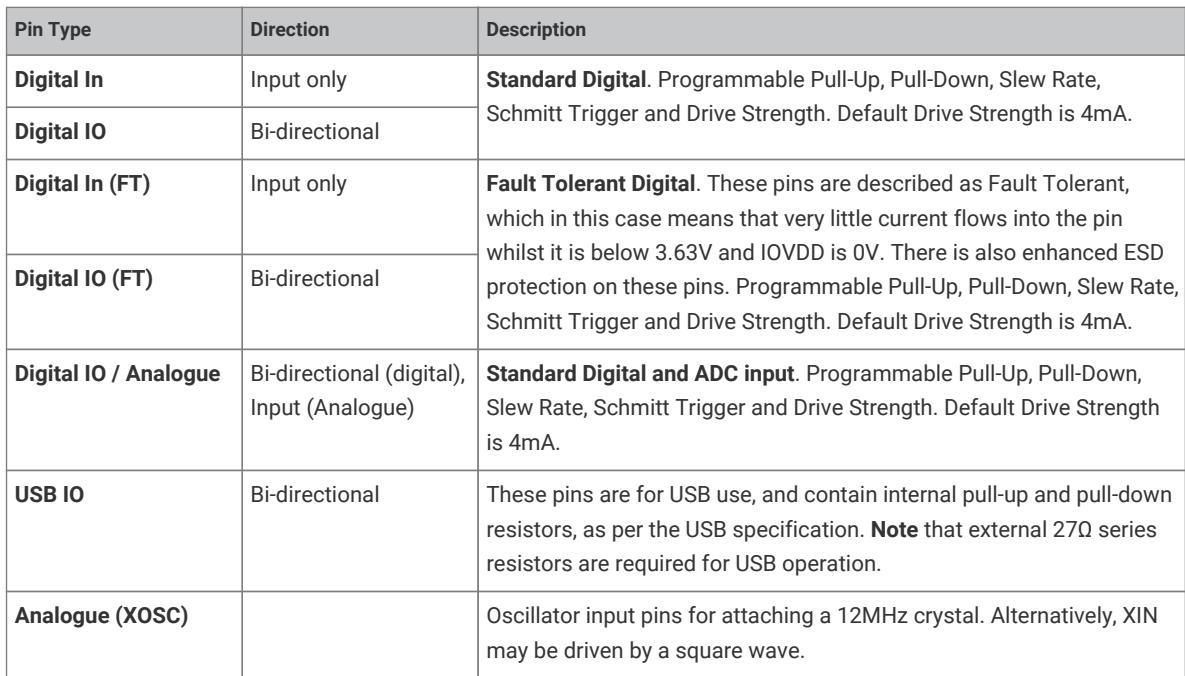 Pin Type Direction Description
Digital In Input only Standard Digital. Programmable Pull-Up, Pull-Down, Slew Rate,
Schmitt Trigger and Drive Strength. Default Drive Strength is 4mA.
Digital IO Bi-directional
Digital In (FT) Input only Fault Tolerant Digital. These pins are described as Fault Tolerant,
which in this case means that very little current flows into the pin
whilst it is below 3.63V and IOVDD is 0V. There is also enhanced ESD
Digital IO (FT) Bi-directional protection on these pins. Programmable Pull-Up, Pull-Down, Slew Rate,
Schmitt Trigger and Drive Strength. Default Drive Strength is 4mA.
Digital IO / Analogue Bi-directional (digital), Standard Digital and ADC input. Programmable Pull-Up, Pull-Down,
Input (Analogue) Slew Rate, Schmitt Trigger and Drive Strength. Default Drive Strength
is 4mA.
USB IO Bi-directional These pins are for USB use, and contain internal pull-up and pull-down
resistors, as per the USB specification. Note that external 27Ω series
resistors are required for USB operation.
Analogue (XOSC) Oscillator input pins for attaching a 12MHz crystal. Alternatively, XIN
may be driven by a square wave.